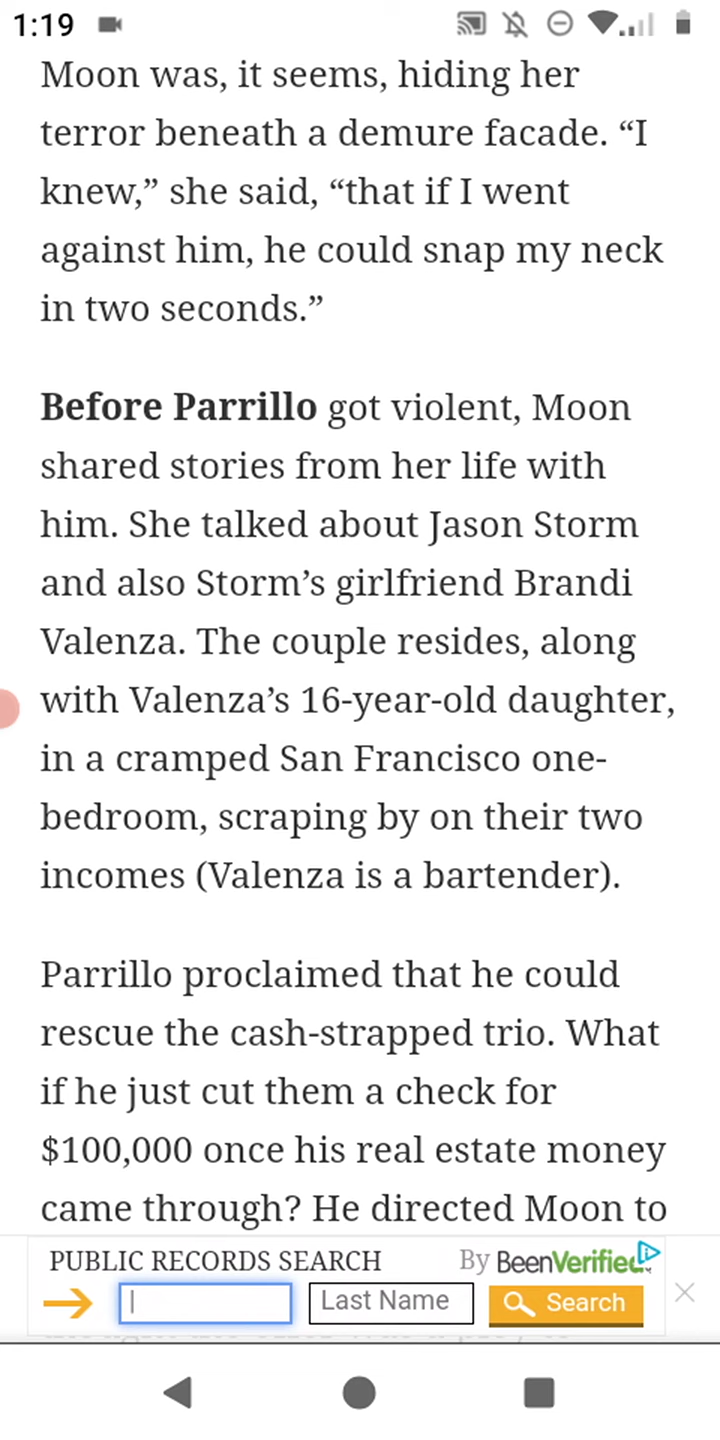 1:19
Moon was, it seems, hiding her
terror beneath a demure facade. “I
knew,” she said, “that if I went
against him, he could snap my neck
in two seconds.”
Before Parrillo got violent, Moon
shared stories from her life with
him. She talked about Jason Storm
and also Storm’s girlfriend Brandi
Valenza. The couple resides, along
with Valenza’s 16-year-old daughter,
in a cramped San Francisco one-
bedroom, scraping by on their two
incomes (Valenza is a bartender).
Parrillo proclaimed that he could
rescue the cash-strapped trio. What
if he just cut them a check for
$100,000 once his real estate money
came through? He directed Moon to
PUBLIC RECORDS SEARCH By BeenVerified
Last Name Search